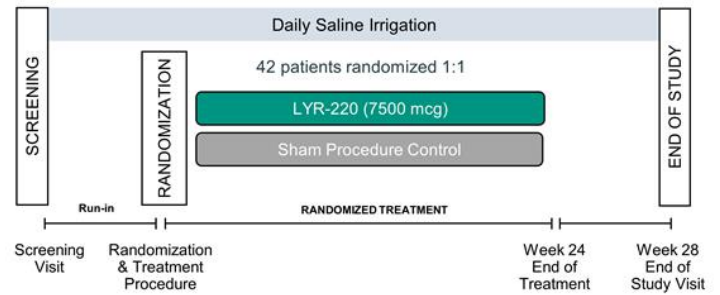 Daily Saline Irrigation
SCREENING
RANDOMIZATION
END OF STUDY
42 patients randomized 1:1
LYR-220 (7500 mcg)
Sham Procedure Control
Run-in
RANDOMIZED TREATMENT
Screening
Visit
Randomization
& Treatment
Procedure
Week 24
End of
Treatment
Week 28
End of
Study Visit